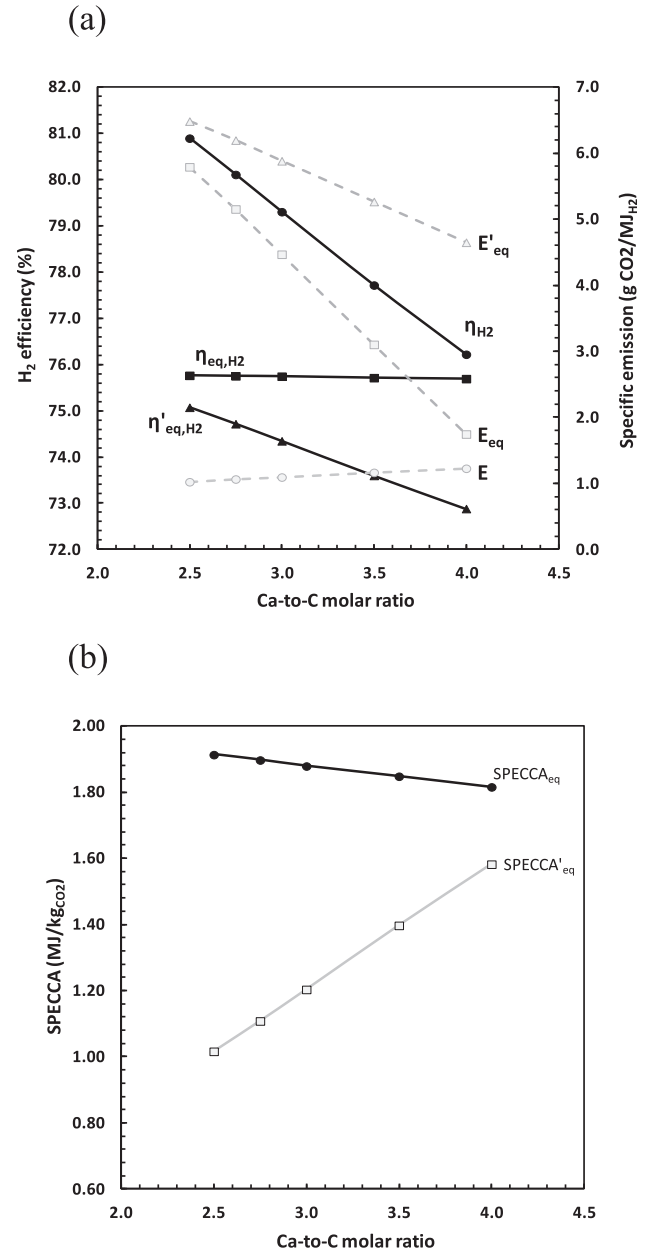 (a)
82.0
81.0
80.0
79.0
78.0
77.0
76.0
75.0
74.0
73.0
72.0
7.0
6.0
5.0
4.0
3.0
2.0
1.0
0.0
2.0 2.5 3.0 3.5 4.0 4.5
H2 efficiency (%)
Specific emission (g CO2/MJH2)
Ca-to-C molar ratio
E'eq
ηH2
ηeq,H2
η'eq,H2
Eeq
E
(b)
2.00
1.80
1.60
1.40
1.20
1.00
0.80
0.60
2.0 2.5 3.0 3.5 4.0 4.5
SPECCA (MJ/kgCO2)
Ca-to-C molar ratio
SPECCAeq
SPECCA'eq